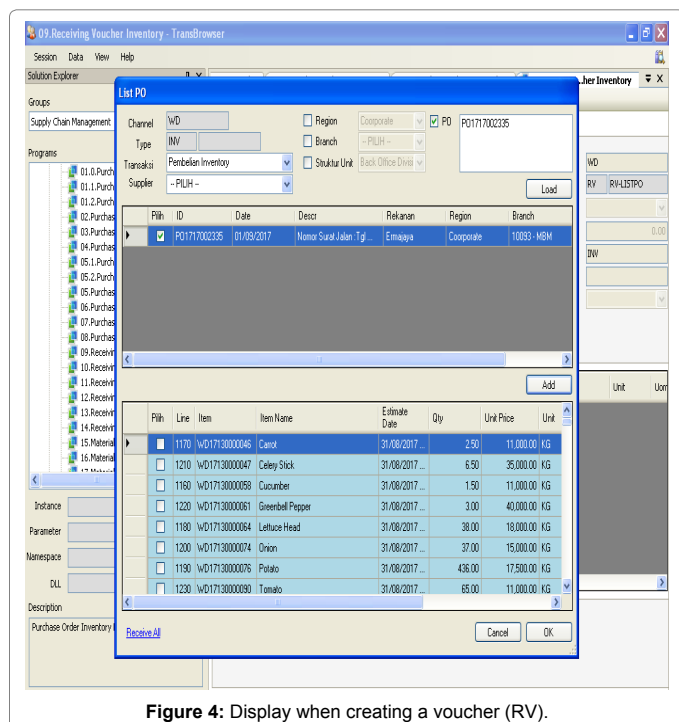 09.Receiving Voucher Inventory - TransBrowser
Session Data View Help
Solution Explorer
...her Inventory
Groups
Supply Chain Management
Programs
01.0.Purch
01.1.Purch
01.2.Purch
02.Purchas
03.Purchas
04.Purchas
05.1.Purch
05.2.Purch
05.Purchas
06.Purchas
07.Purchas
08.Purchas
09.Receivin
10.Receivin
11.Receivin
12.Receivin
13.Receivin
14.Receivin
15.Material
16.Material
Instance
Parameter
Namespace
DLL
Description
Purchase Order Inventory
List PO
Channel WD Region Coorporate PO PO1717002335
Type INV Branch -- PILIH --
Transaksi Pembelian Inventory Struktur Unit Back Office Divisi
Supplier -- PILIH --
Load
Pilih ID Date Descr Rekanan Region Branch
PO1717002335 01/09/2017 Nomor Surat Jalan : Tgl ... Ermajaya Coorporate 10093 - MBM
Add
Pilih Line Item Item Name Estimate Date Qty Unit Price Unit
1170 WD17130000046 Carrot 31/08/2017 ... 2.50 11,000.00 KG
1210 WD17130000047 Celery Stick 31/08/2017 ... 6.50 35,000.00 KG
1160 WD17130000058 Cucumber 31/08/2017 ... 1.50 11,000.00 KG
1220 WD17130000061 Greenbell Pepper 31/08/2017 ... 3.00 40,000.00 KG
1180 WD17130000064 Lettuce Head 31/08/2017 ... 38.00 18,000.00 KG
1200 WD17130000074 Onion 31/08/2017 ... 37.00 15,000.00 KG
1190 WD17130000076 Potato 31/08/2017 ... 436.00 17,500.00 KG
1230 WD17130000090 Tomato 31/08/2017 ... 65.00 11,000.00 KG
Receive All
Cancel OK
WD
RV RV-LISTPO
0.00
INV
Unit Uom
Figure 4: Display when creating a voucher (RV).